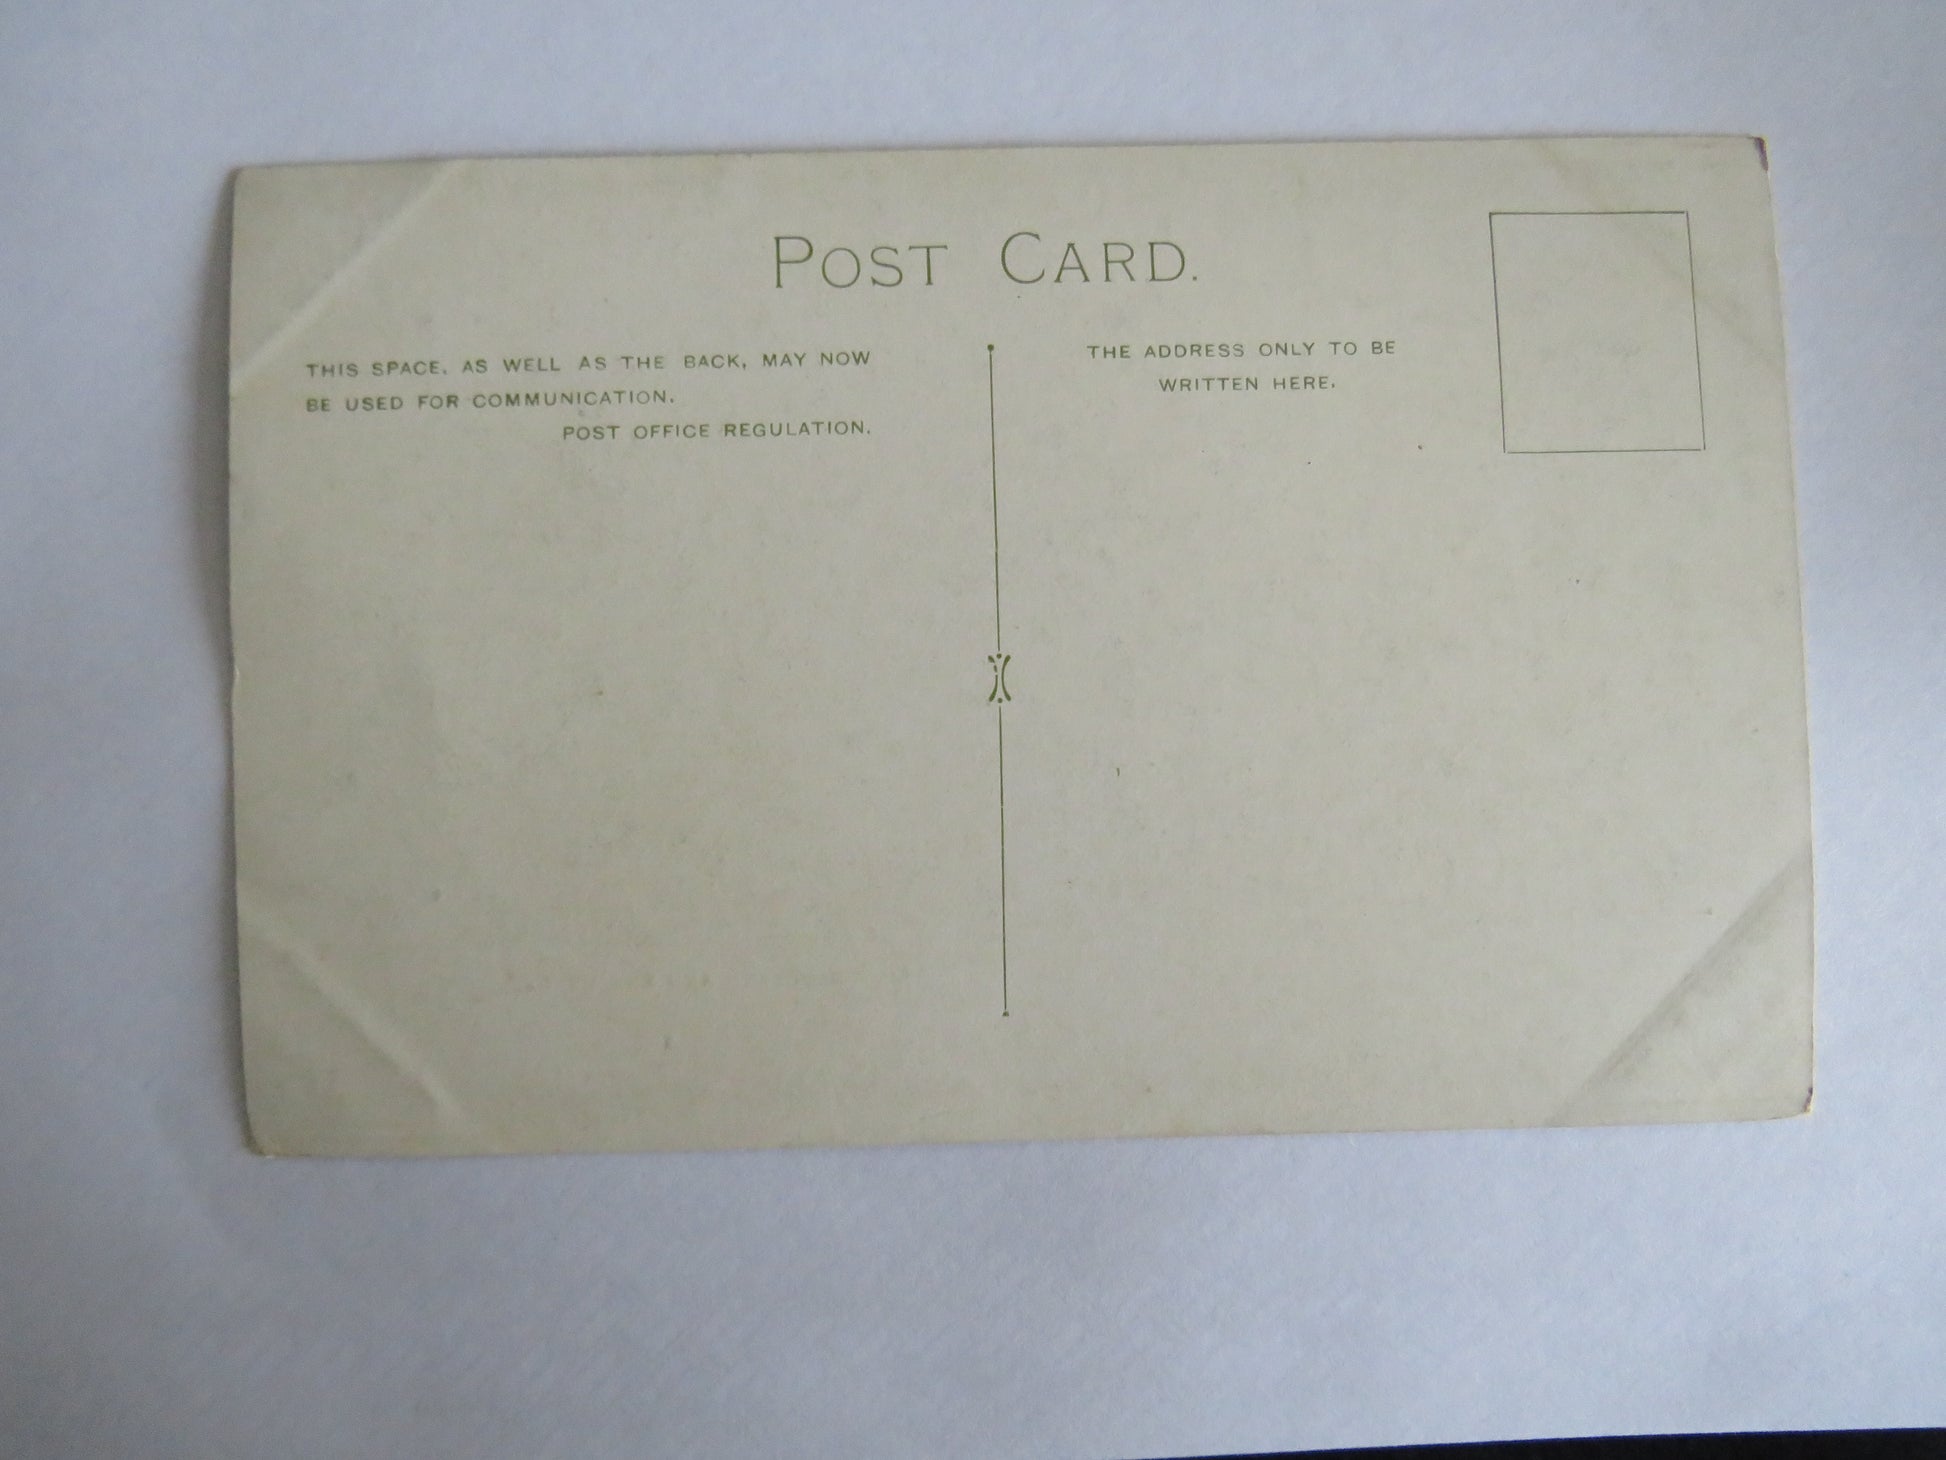 POST CARD.
THIS SPACE, AS WELL AS THE BACK, MAY NOW
BE USED FOR COMMUNICATION.
POST OFFICE REGULATION.
THE ADDRESS ONLY TO BE
WRITTEN HERE.